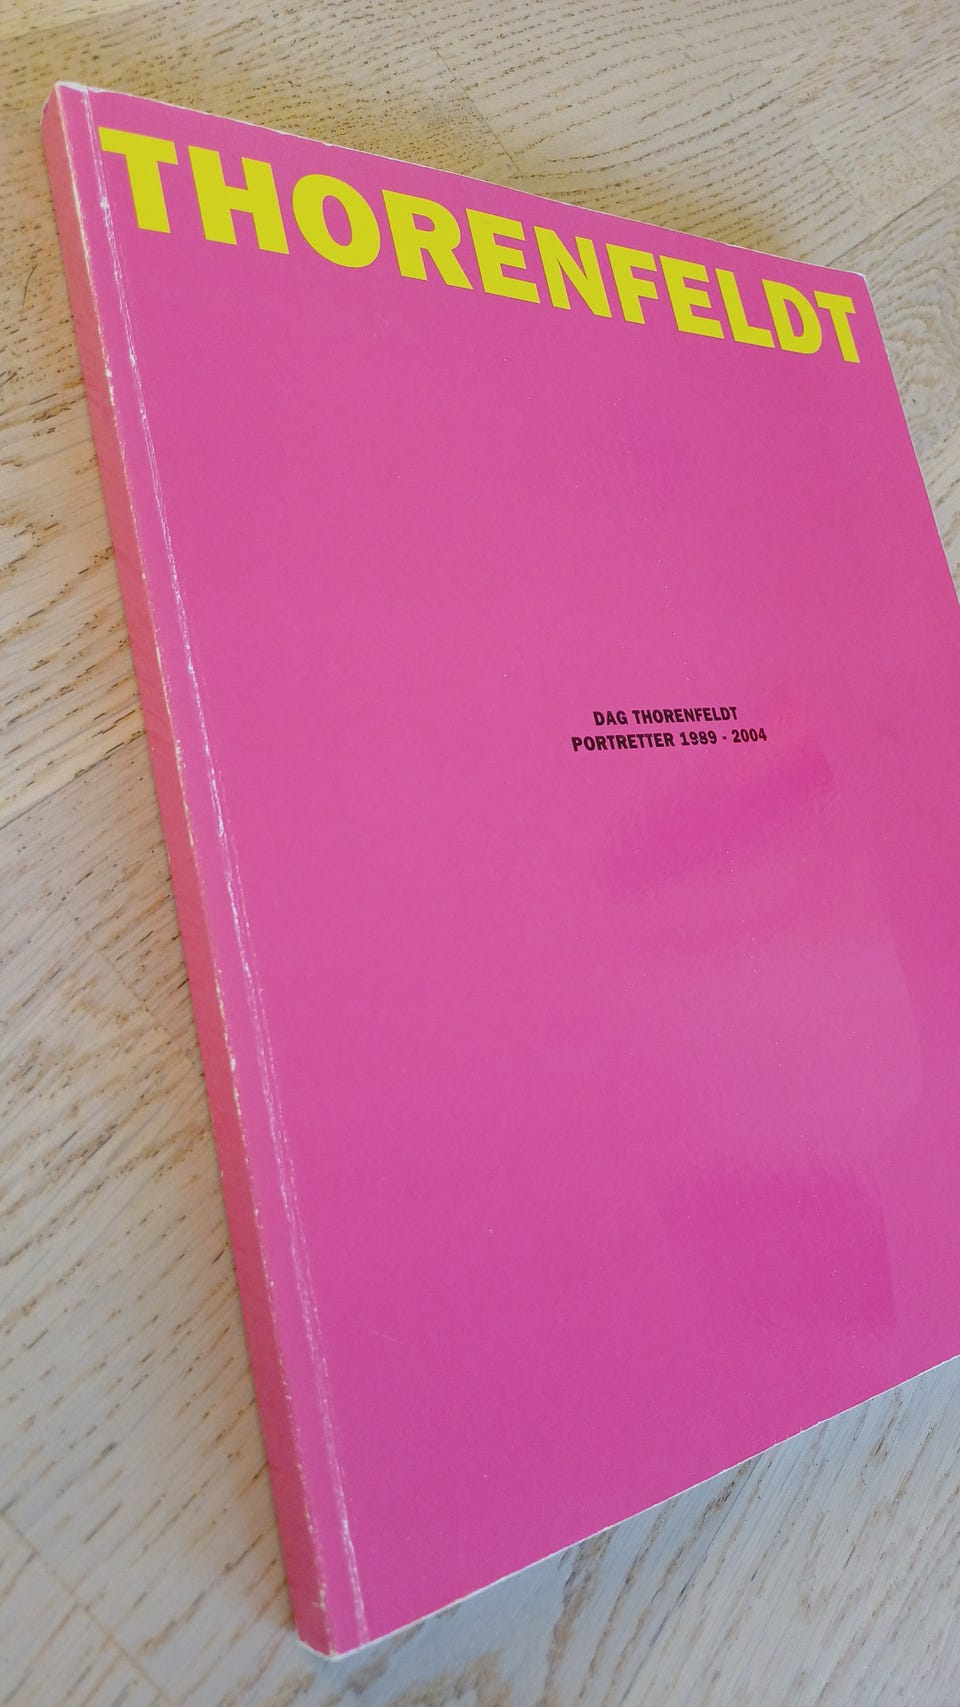 THORENFELDT
DAG THORENFELDT
PORTRETTER 1989 - 2004